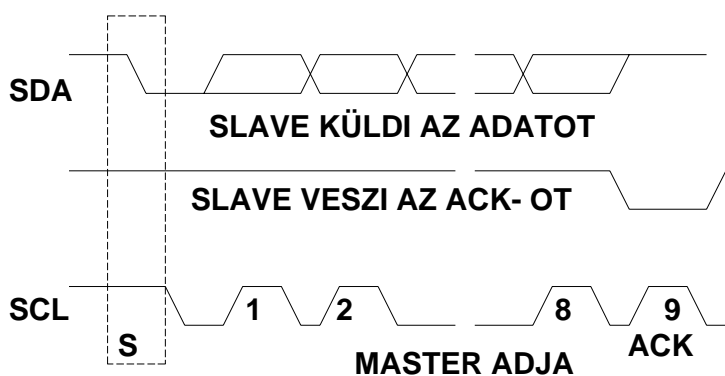 SDA
SLAVE KÜLDI AZ ADATOT
SLAVE VESZI AZ ACK- OT
SCL 1 2 8 9
S ACK
MASTER ADJA